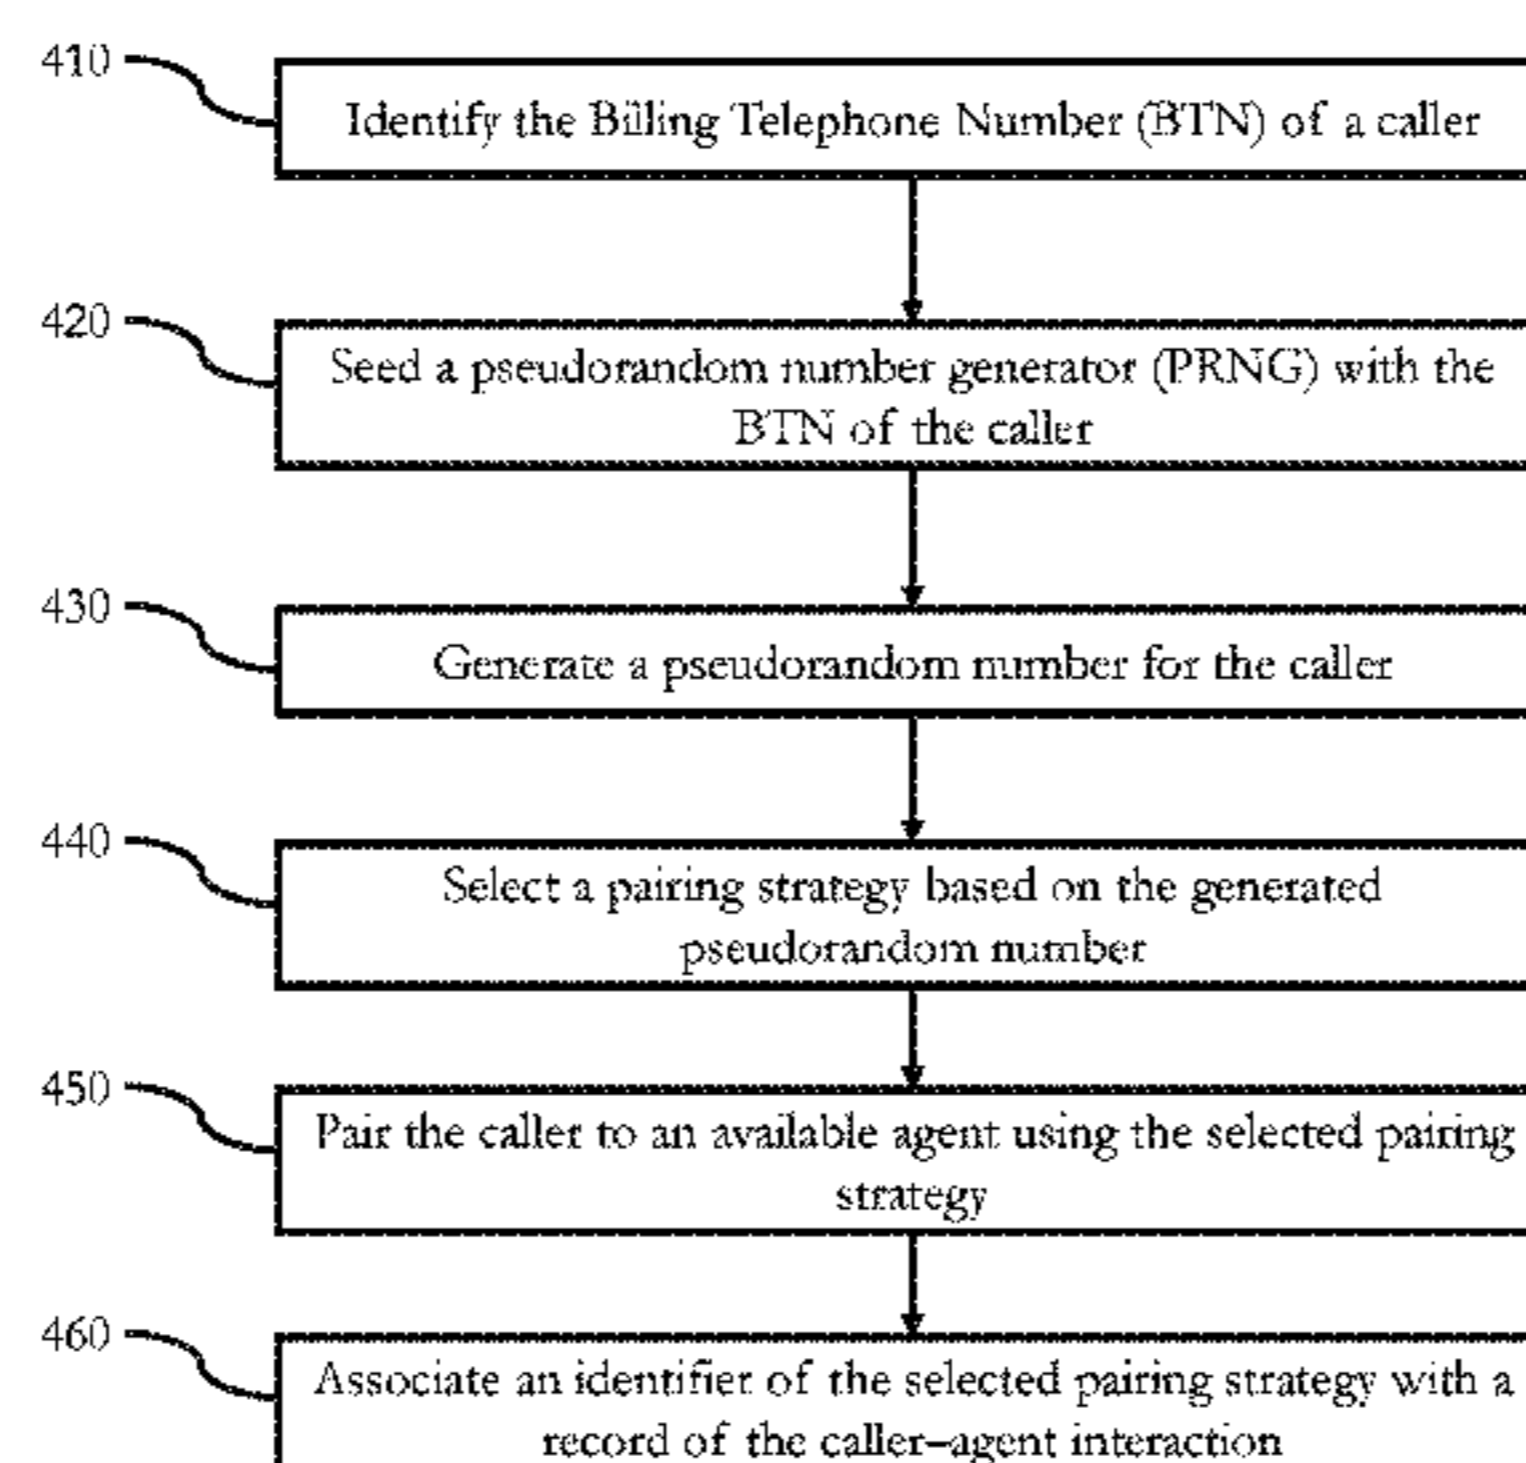 410
Identify the Billing Telephone Number (BTN) of a caller
420
Seed a pseudorandom number generator (PRNG) with the
BTN of the caller
430
Generate a pseudorandom number for the caller
440
Select a pairing strategy based on the generated
pseudorandom number
450
Pair the caller to an available agent using the selected pairing
strategy
460
Associate an identifier of the selected pairing strategy with a
record of the caller–agent interaction